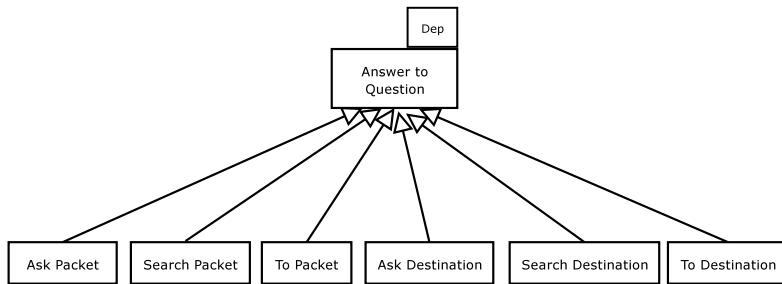 Dep
Answer to
Question
Ask Packet
Search Packet
To Packet
Ask Destination
Search Destination
To Destination